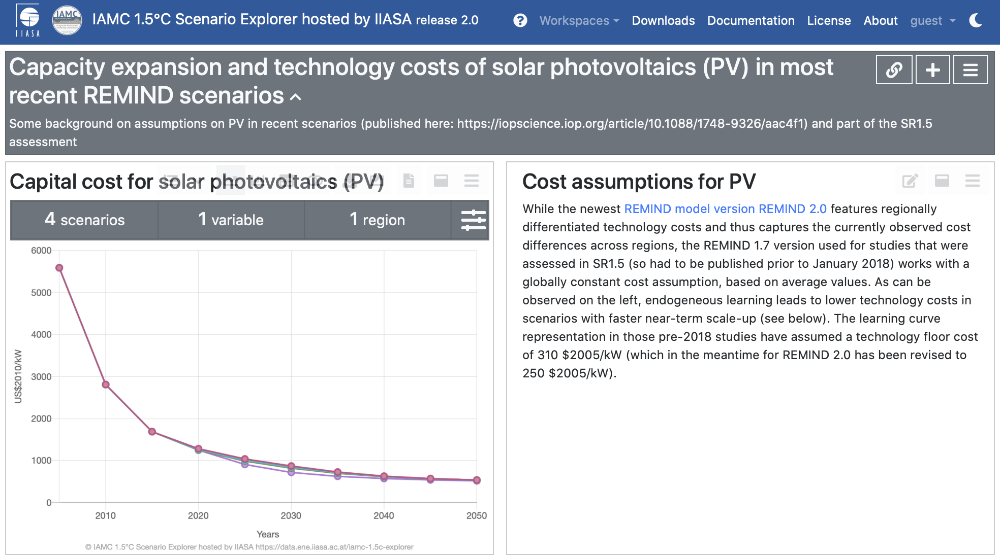 IIASA
IAMC
IAMC 1.5°C Scenario Explorer hosted by IIASA release 2.0
Workspaces
Downloads
Documentation
License
About
guest
Capacity expansion and technology costs of solar photovoltaics (PV) in most
recent REMIND scenarios
Some background on assumptions on PV in recent scenarios (published here: https://iopscience.iop.org/article/10.1088/1748-9326/aac4f1) and part of the SR1.5
assessment
Capital cost for solar photovoltaics (PV)
4 scenarios
1 variable
1 region
6000
5000
4000
3000
2000
1000
0
US$2010/kW
2010
2020
2030
2040
2050
Years
© IAMC 1.5°C Scenario Explorer hosted by IIASA https://data.ene.iiasa.ac.at/iamc-1.5c-explorer
Cost assumptions for PV
While the newest REMIND model version REMIND 2.0 features regionally
differentiated technology costs and thus captures the currently observed cost
differences across regions, the REMIND 1.7 version used for studies that were
assessed in SR1.5 (so had to be published prior to January 2018) works with a
globally constant cost assumption, based on average values. As can be
observed on the left, endogeneous learning leads to lower technology costs in
scenarios with faster near-term scale-up (see below). The learning curve
representation in those pre-2018 studies have assumed a technology floor cost
of 310 $2005/kW (which in the meantime for REMIND 2.0 has been revised to
250 $2005/kW).